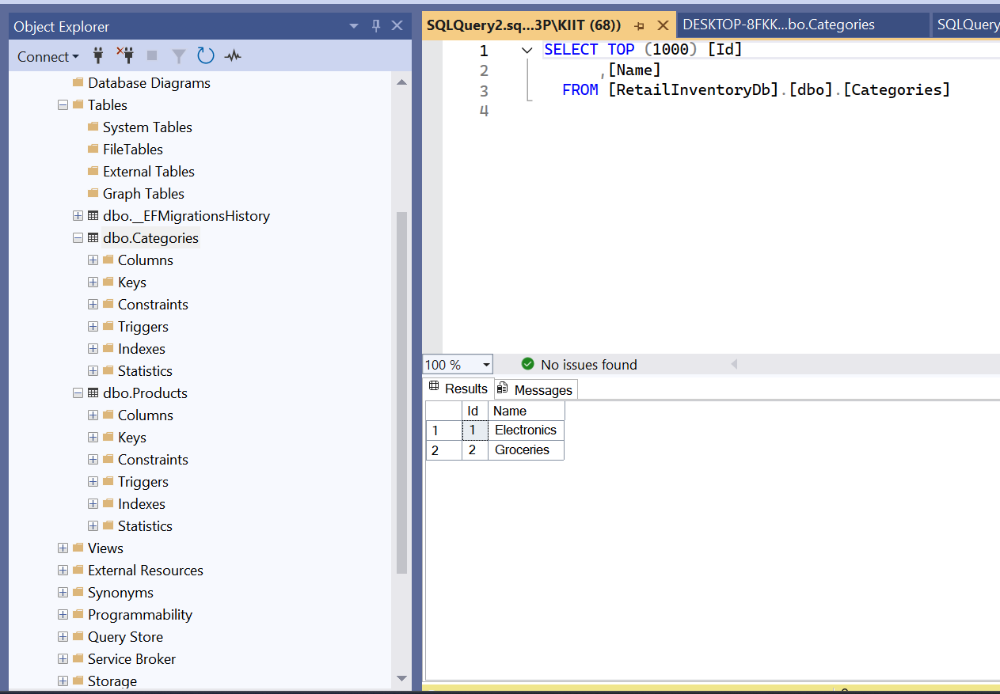 Object Explorer
Connect
Database Diagrams
Tables
System Tables
FileTables
External Tables
Graph Tables
dbo.__EFMigrationsHistory
dbo.Categories
Columns
Keys
Constraints
Triggers
Indexes
Statistics
dbo.Products
Columns
Keys
Constraints
Triggers
Indexes
Statistics
Views
External Resources
Synonyms
Programmability
Query Store
Service Broker
Storage
SQLQuery2.sq...3P\KIIT (68)) DESKTOP-8FKK...bo.Categories SQLQuery
1 SELECT TOP (1000) [Id]
2 ,[Name]
3 FROM [RetailInventoryDb].[dbo].[Categories]
4
100 % No issues found
Results Messages
Id Name
1 1 Electronics
2 2 Groceries